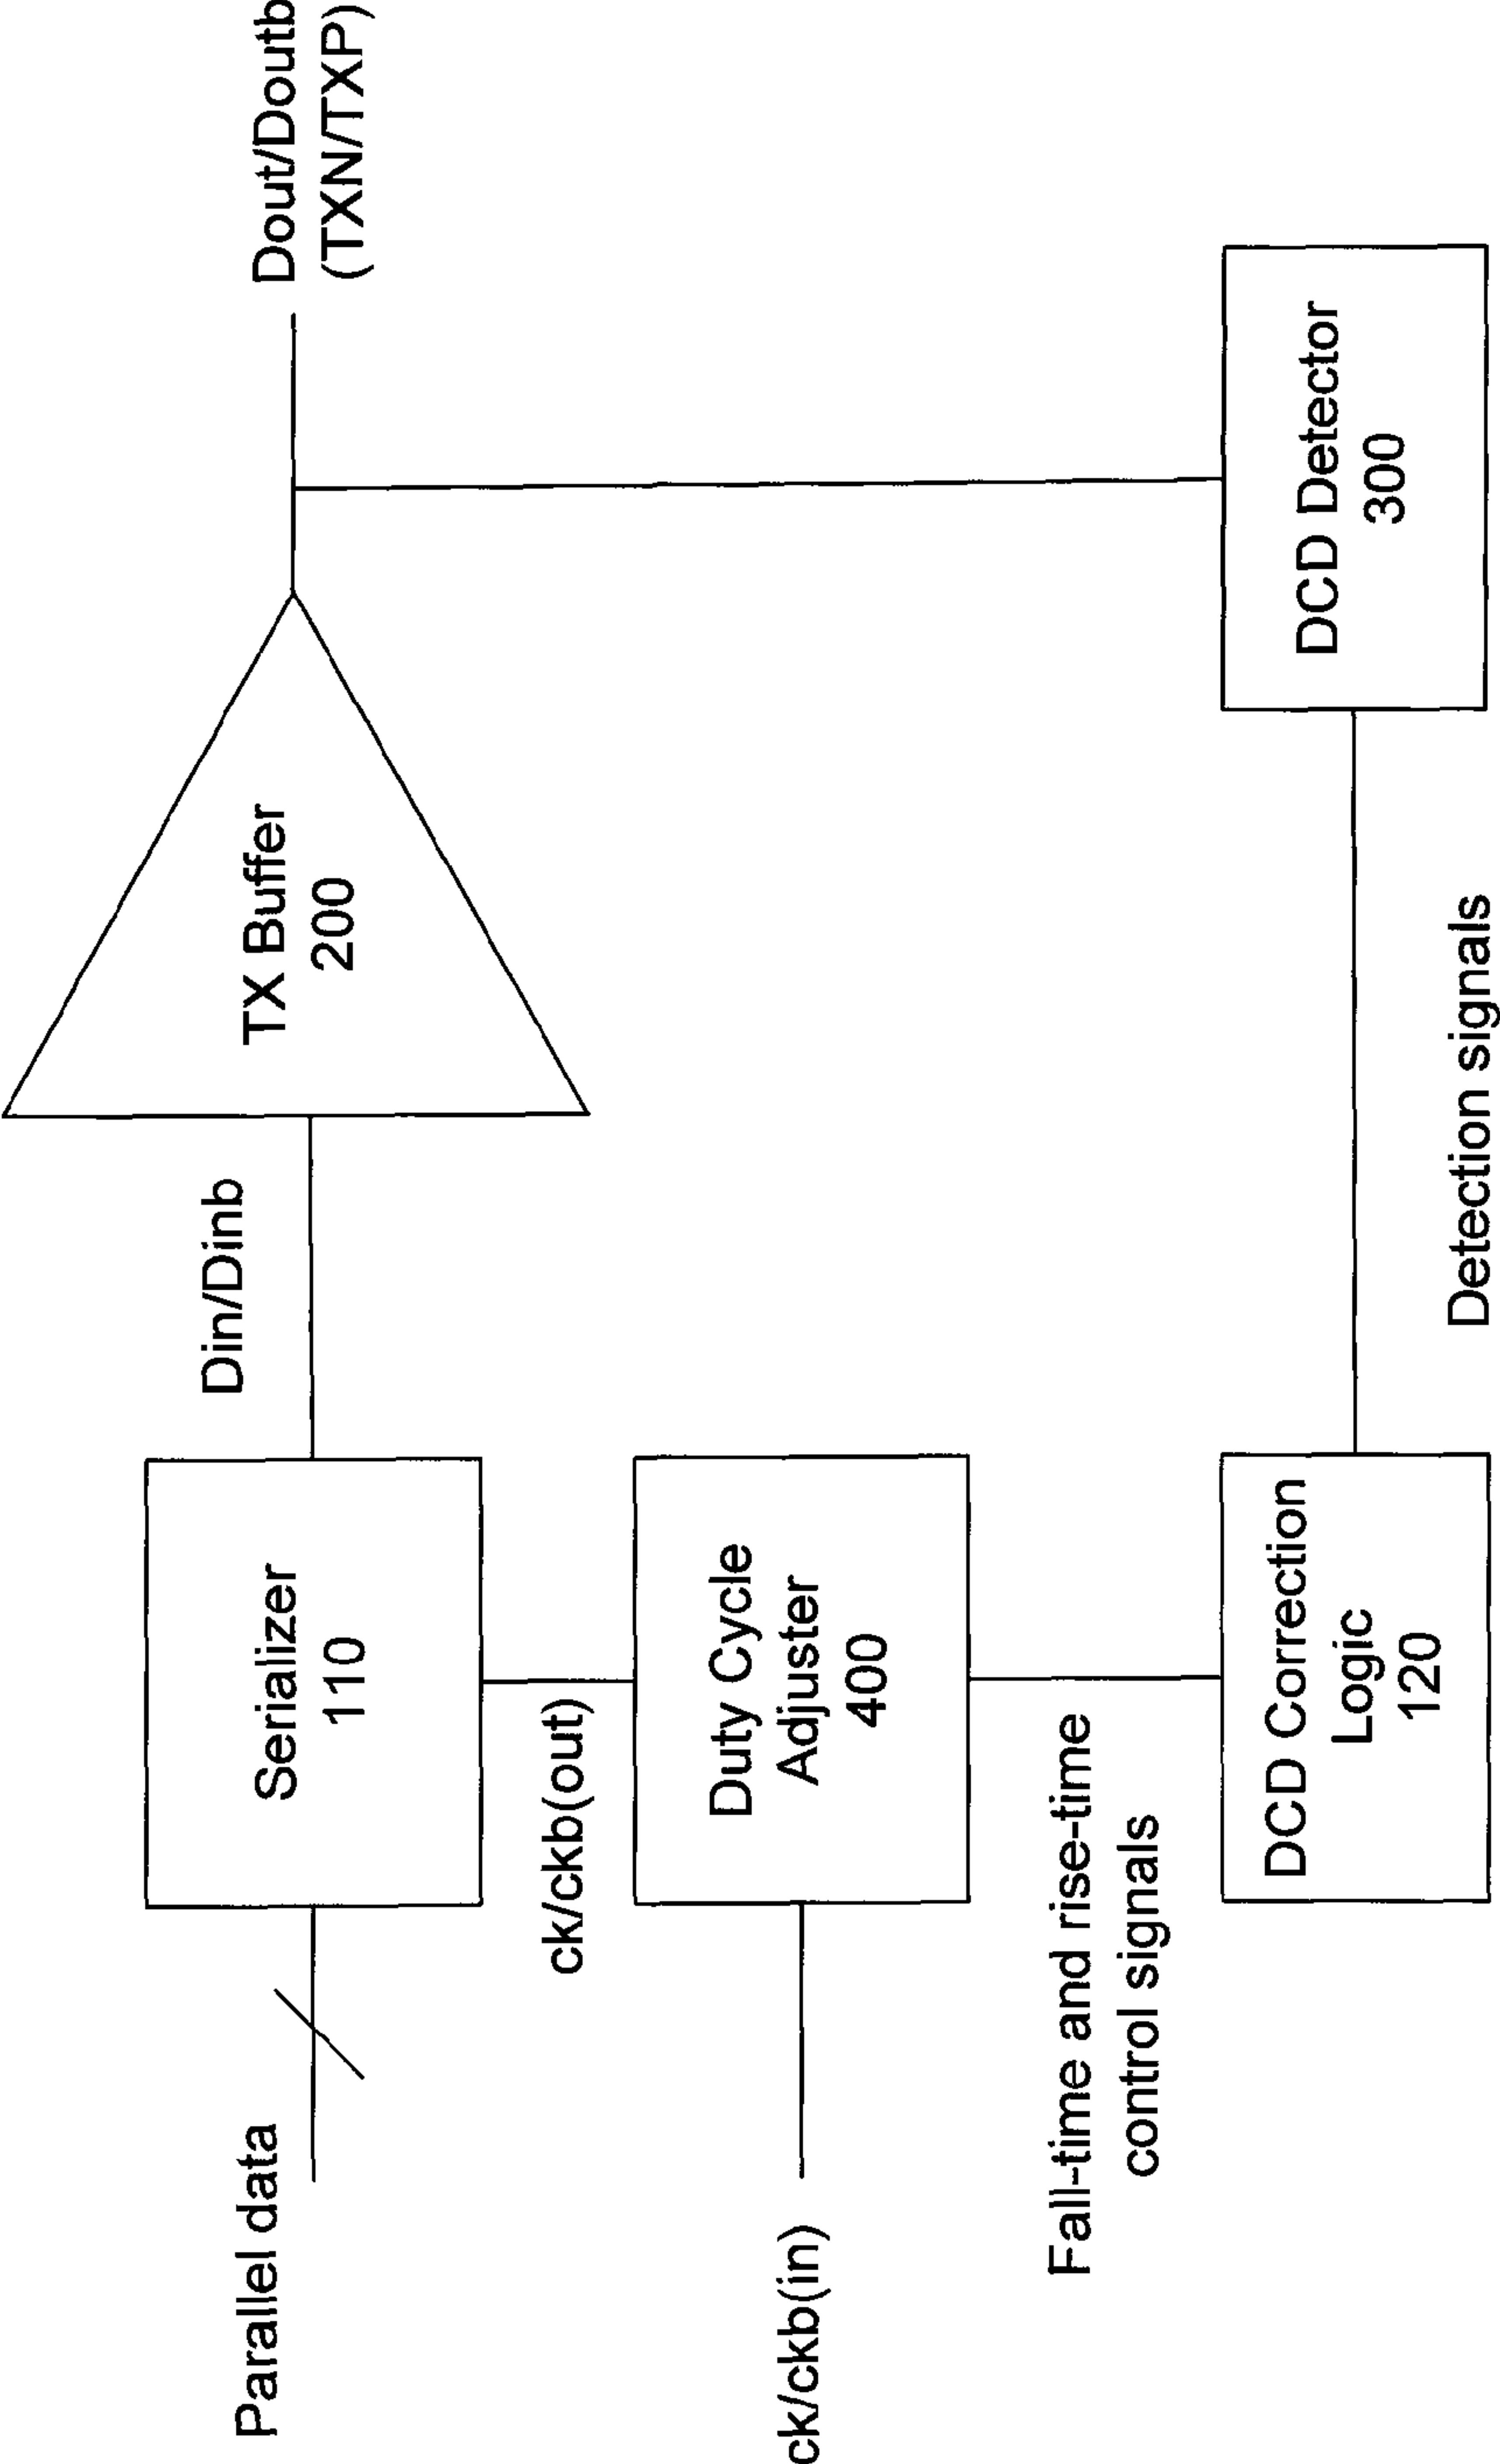 Parallel data
Serializer
110
Din/Dinb
TX Buffer
200
Dout/Doutb
(TXN/TXP)
ck/ckb(out)
ck/ckb(in)
Duty Cycle
Adjuster
400
Fall-time and rise-time
control signals
DCD Correction
Logic
120
Detection signals
DCD Detector
300